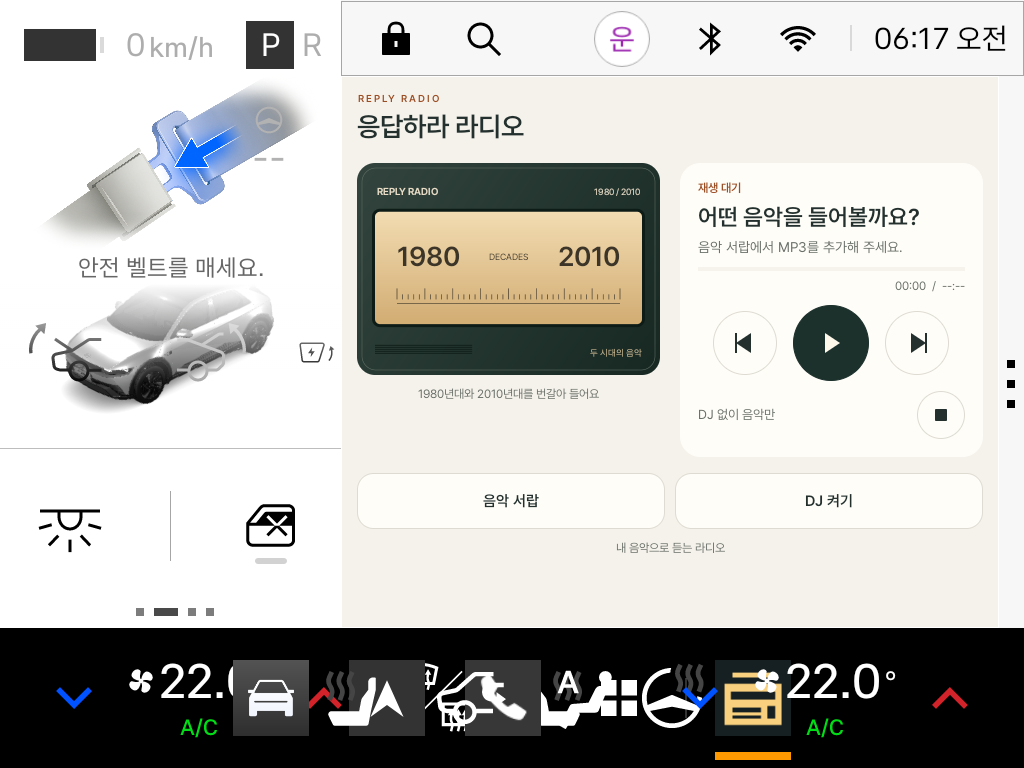 0 km/h P R
운 06:17 오전
안전 벨트를 매세요.
REPLY RADIO
응답하라 라디오
REPLY RADIO 1980 / 2010
1980 DECADES 2010
두 시대의 음악
1980년대와 2010년대를 번갈아 들어요
재생 대기
어떤 음악을 들어볼까요?
음악 서랍에서 MP3를 추가해 주세요.
00:00 / --:--
DJ 없이 음악만
음악 서랍
DJ 켜기
내 음악으로 듣는 라디오
22.0 A 22.0°
A/C A/C